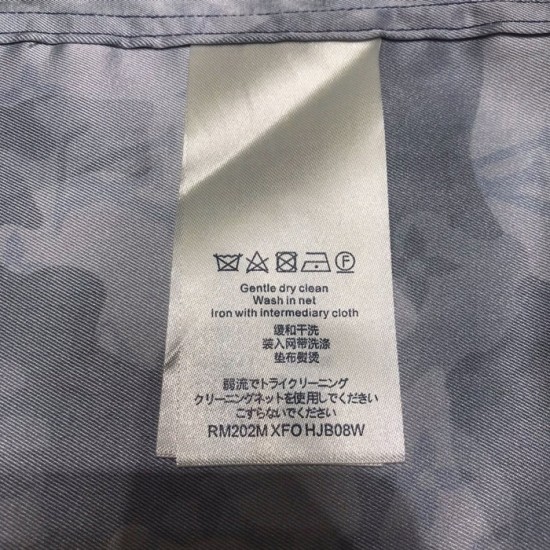 Gentle dry clean
Wash in net
Iron with intermediary cloth
缓和干洗
装入网带洗涤
垫布熨烫
弱流でトライクリーニング
クリーニングネットを使用してください
こすらないでください
RM202M XFO HJB08W